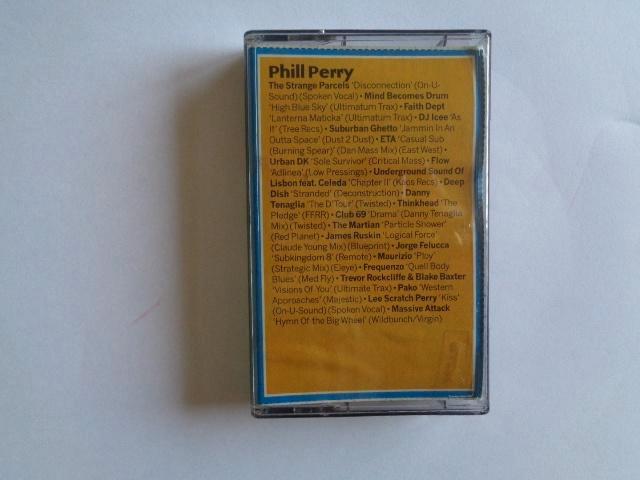 Phill Perry
The Strange Parcels 'Disconnection' (On-U-
Sound) (Spoken Vocal) • Mind Becomes Drum
'High Blue Sky' (Ultimatum Trax) • Faith Dept
'Lanterna Maticka' (Ultimatum Trax) • DJ Icee 'As
If' (Tree Recs) • Suburban Ghetto 'Jammin In An
Outta Space' (Dust 2 Dust) • ETA 'Casual Sub
(Burning Spear)' (Dan Mass Mix) (East West) •
Urban DK 'Sole Survivor' (Critical Mass) • Flow
'Adlinea' (Low Pressings) • Underground Sound Of
Lisbon feat. Celeda 'Chapter II' (Kaos Recs) • Deep
Dish 'Stranded' (Deconstruction) • Danny
Tenaglia 'The D'Tour' (Twisted) • Thinkhead 'The
Pledge' (FFRR) • Club 69 'Drama' (Danny Tenaglia
Mix) (Twisted) • The Martian 'Particle Shower'
(Red Planet) • James Ruskin 'Logical Force'
(Claude Young Mix) (Blueprint) • Jorge Felucca
'Subkingdom 8' (Remote) • Maurizio 'Ploy'
(Strategic Mix) (Eleye) • Frequenzo 'Quell Body
Blues' (Med Fly) • Trevor Rockcliffe & Blake Baxter
'Visions Of You' (Ultimate Trax) • Pako 'Western
Approaches' (Majestic) • Lee Scratch Perry 'Kiss'
(On-U-Sound) (Spoken Vocal) • Massive Attack
'Hymn Of the Big Wheel' (Wildbunch/Virgin)